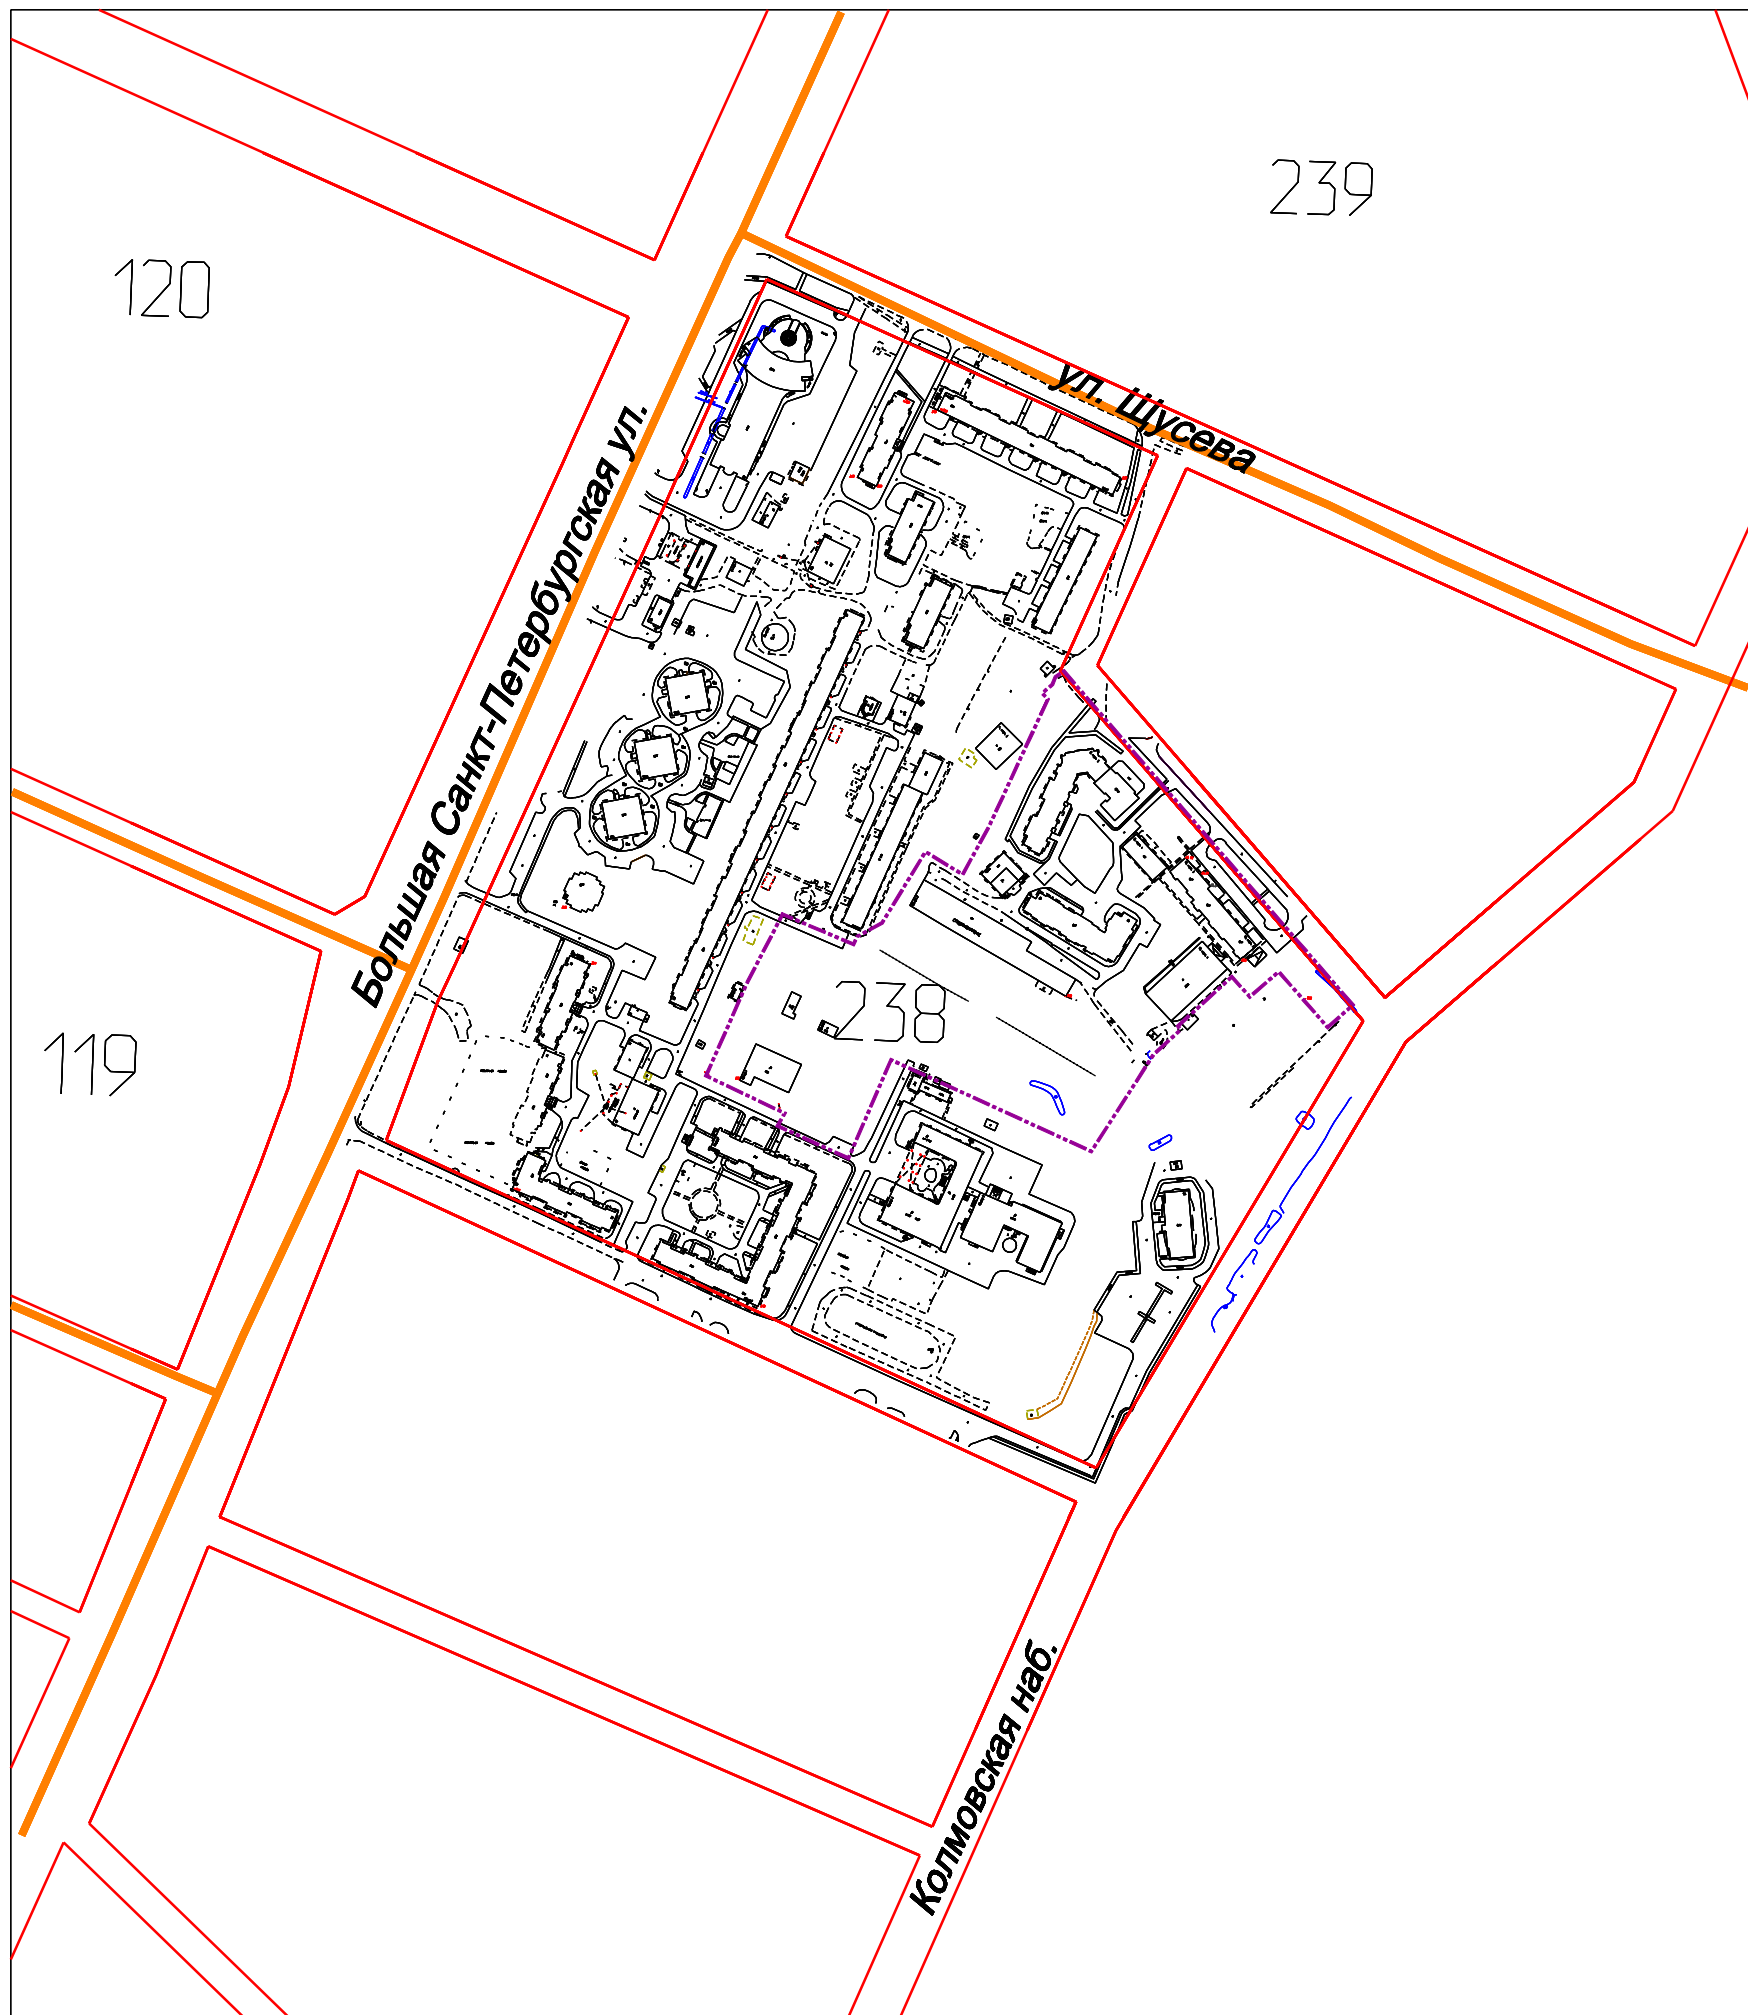 239
120
ул. Щусева
Большая Санкт-Петербургская ул.
238
119
Колмовская наб.